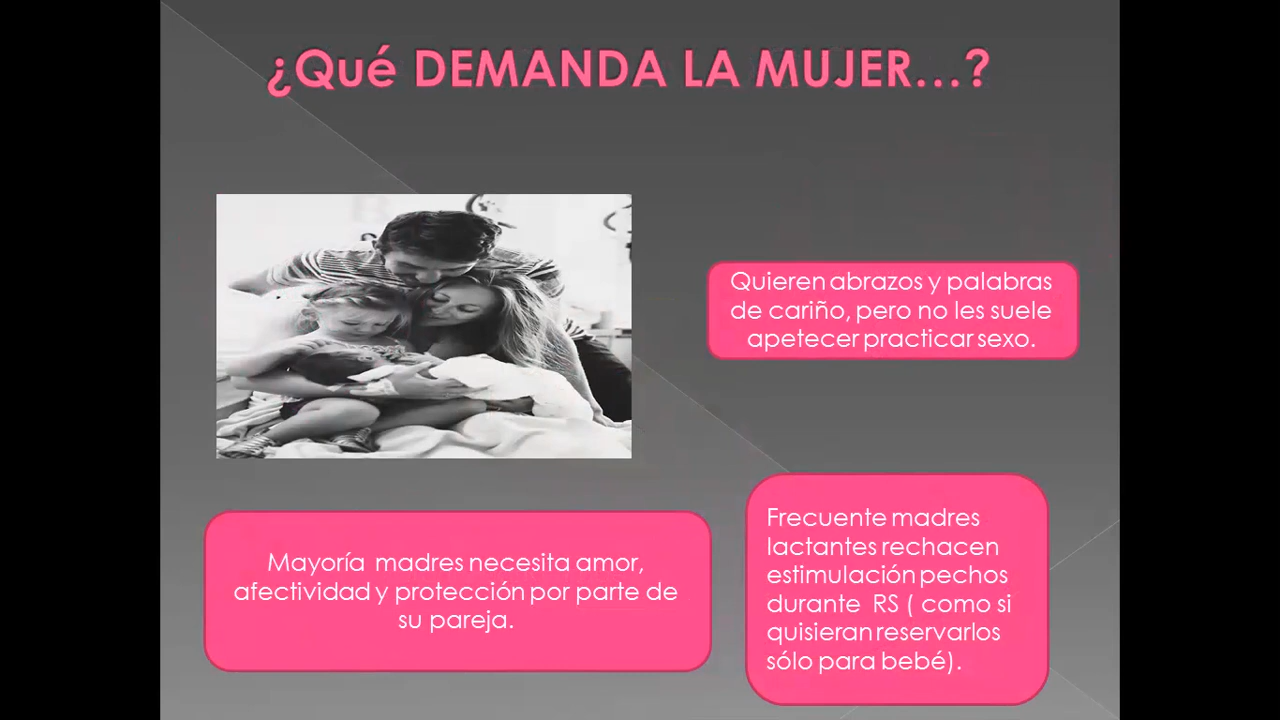 ¿Qué DEMANDA LA MUJER...?
Quieren abrazos y palabras
de cariño, pero no les suele
apetecer practicar sexo.
Mayoría madres necesita amor,
afectividad y protección por parte de
su pareja.
Frecuente madres
lactantes rechacen
estimulación pechos
durante RS ( como si
quisieran reservarlos
sólo para bebé).